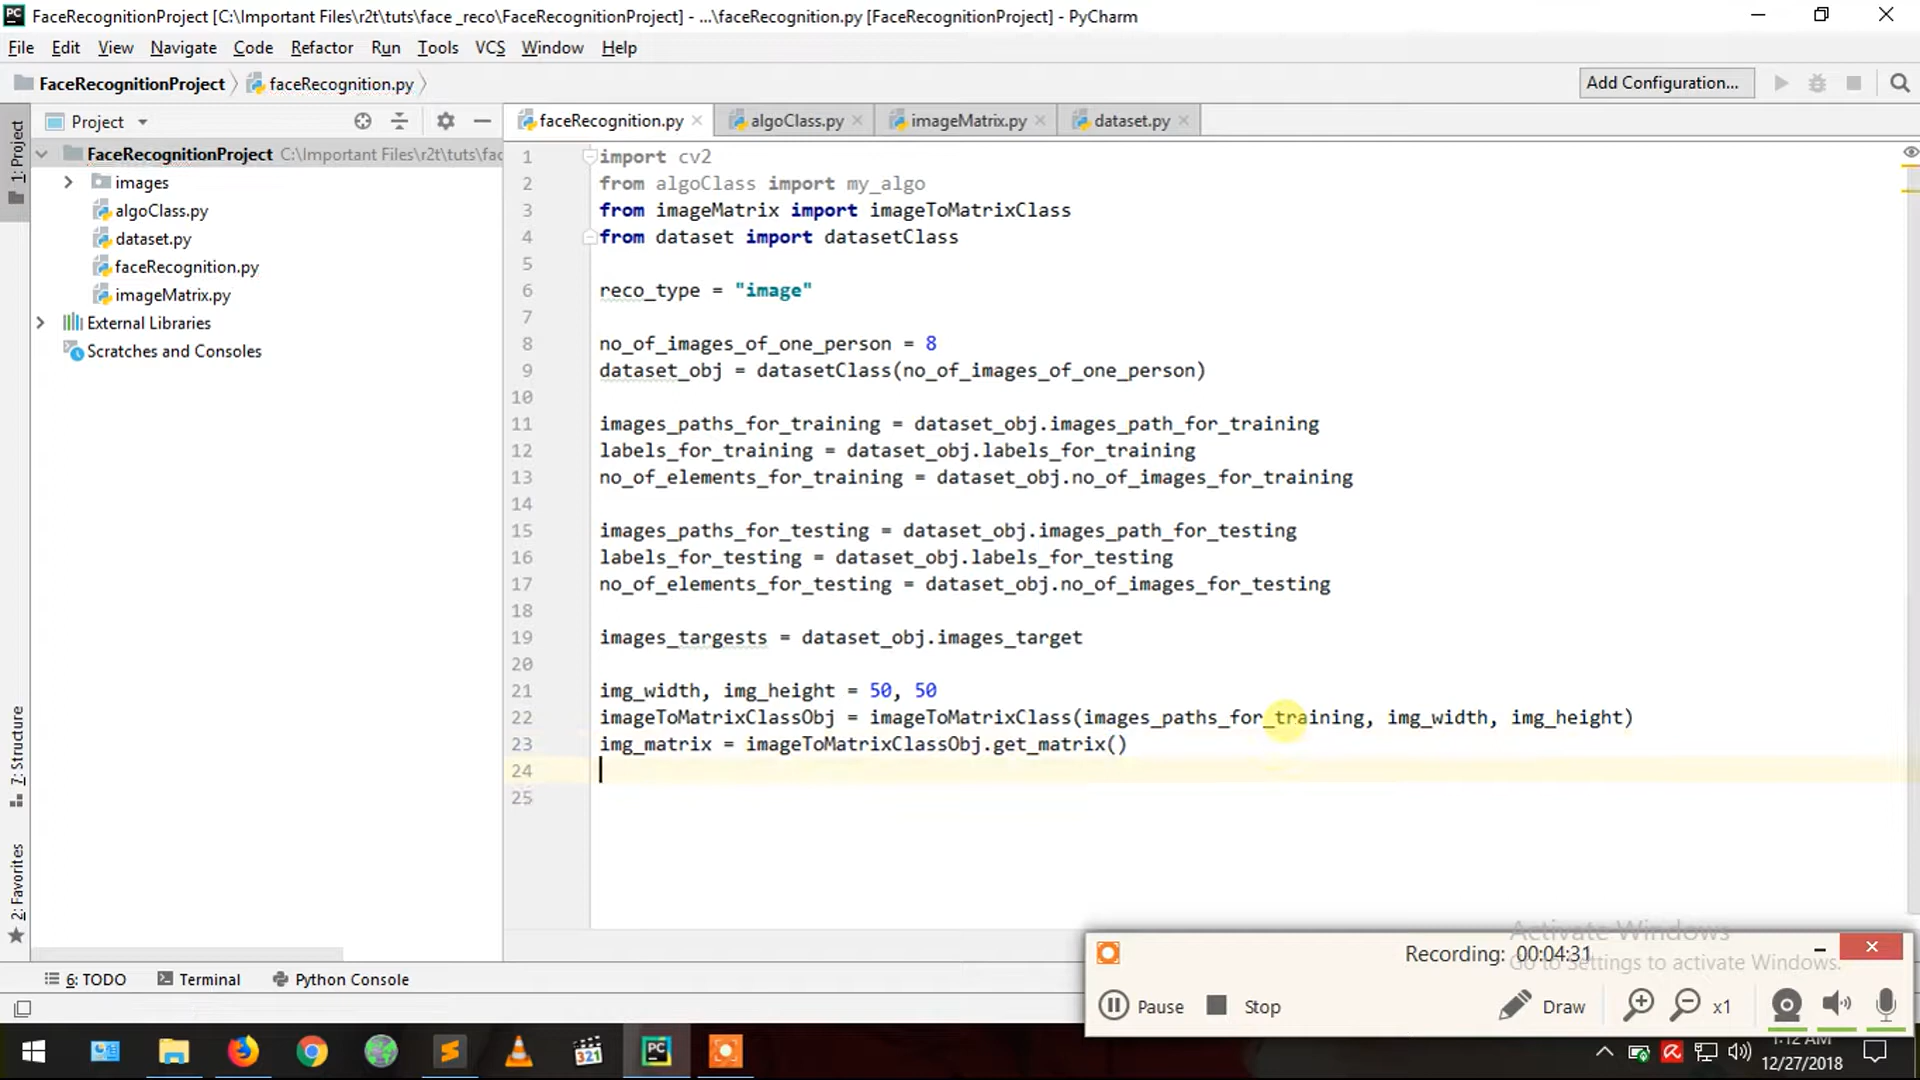 FaceRecognitionProject [C:\Important Files\r2t\tuts\face _reco\FaceRecognitionProject] - ...\faceRecognition.py [FaceRecognitionProject] - PyCharm
File Edit View Navigate Code Refactor Run Tools VCS Window Help
FaceRecognitionProject faceRecognition.py Add Configuration...
Project
faceRecognition.py algoClass.py imageMatrix.py dataset.py
1: Project
FaceRecognitionProject C:\Important Files\r2t\tuts\fac
images
algoClass.py
dataset.py
faceRecognition.py
imageMatrix.py
External Libraries
Scratches and Consoles
7: Structure
2: Favorites
1 import cv2
2 from algoClass import my_algo
3 from imageMatrix import imageToMatrixClass
4 from dataset import datasetClass
5
6 reco_type = "image"
7
8 no_of_images_of_one_person = 8
9 dataset_obj = datasetClass(no_of_images_of_one_person)
10
11 images_paths_for_training = dataset_obj.images_path_for_training
12 labels_for_training = dataset_obj.labels_for_training
13 no_of_elements_for_training = dataset_obj.no_of_images_for_training
14
15 images_paths_for_testing = dataset_obj.images_path_for_testing
16 labels_for_testing = dataset_obj.labels_for_testing
17 no_of_elements_for_testing = dataset_obj.no_of_images_for_testing
18
19 images_targests = dataset_obj.images_target
20
21 img_width, img_height = 50, 50
22 imageToMatrixClassObj = imageToMatrixClass(images_paths_for_training, img_width, img_height)
23 img_matrix = imageToMatrixClassObj.get_matrix()
24
25
Activate Windows
Go to Settings to activate Windows.
Recording: 00:04:31
Pause Stop Draw x1
6: TODO Terminal Python Console
PC
321
1:12 AM
12/27/2018